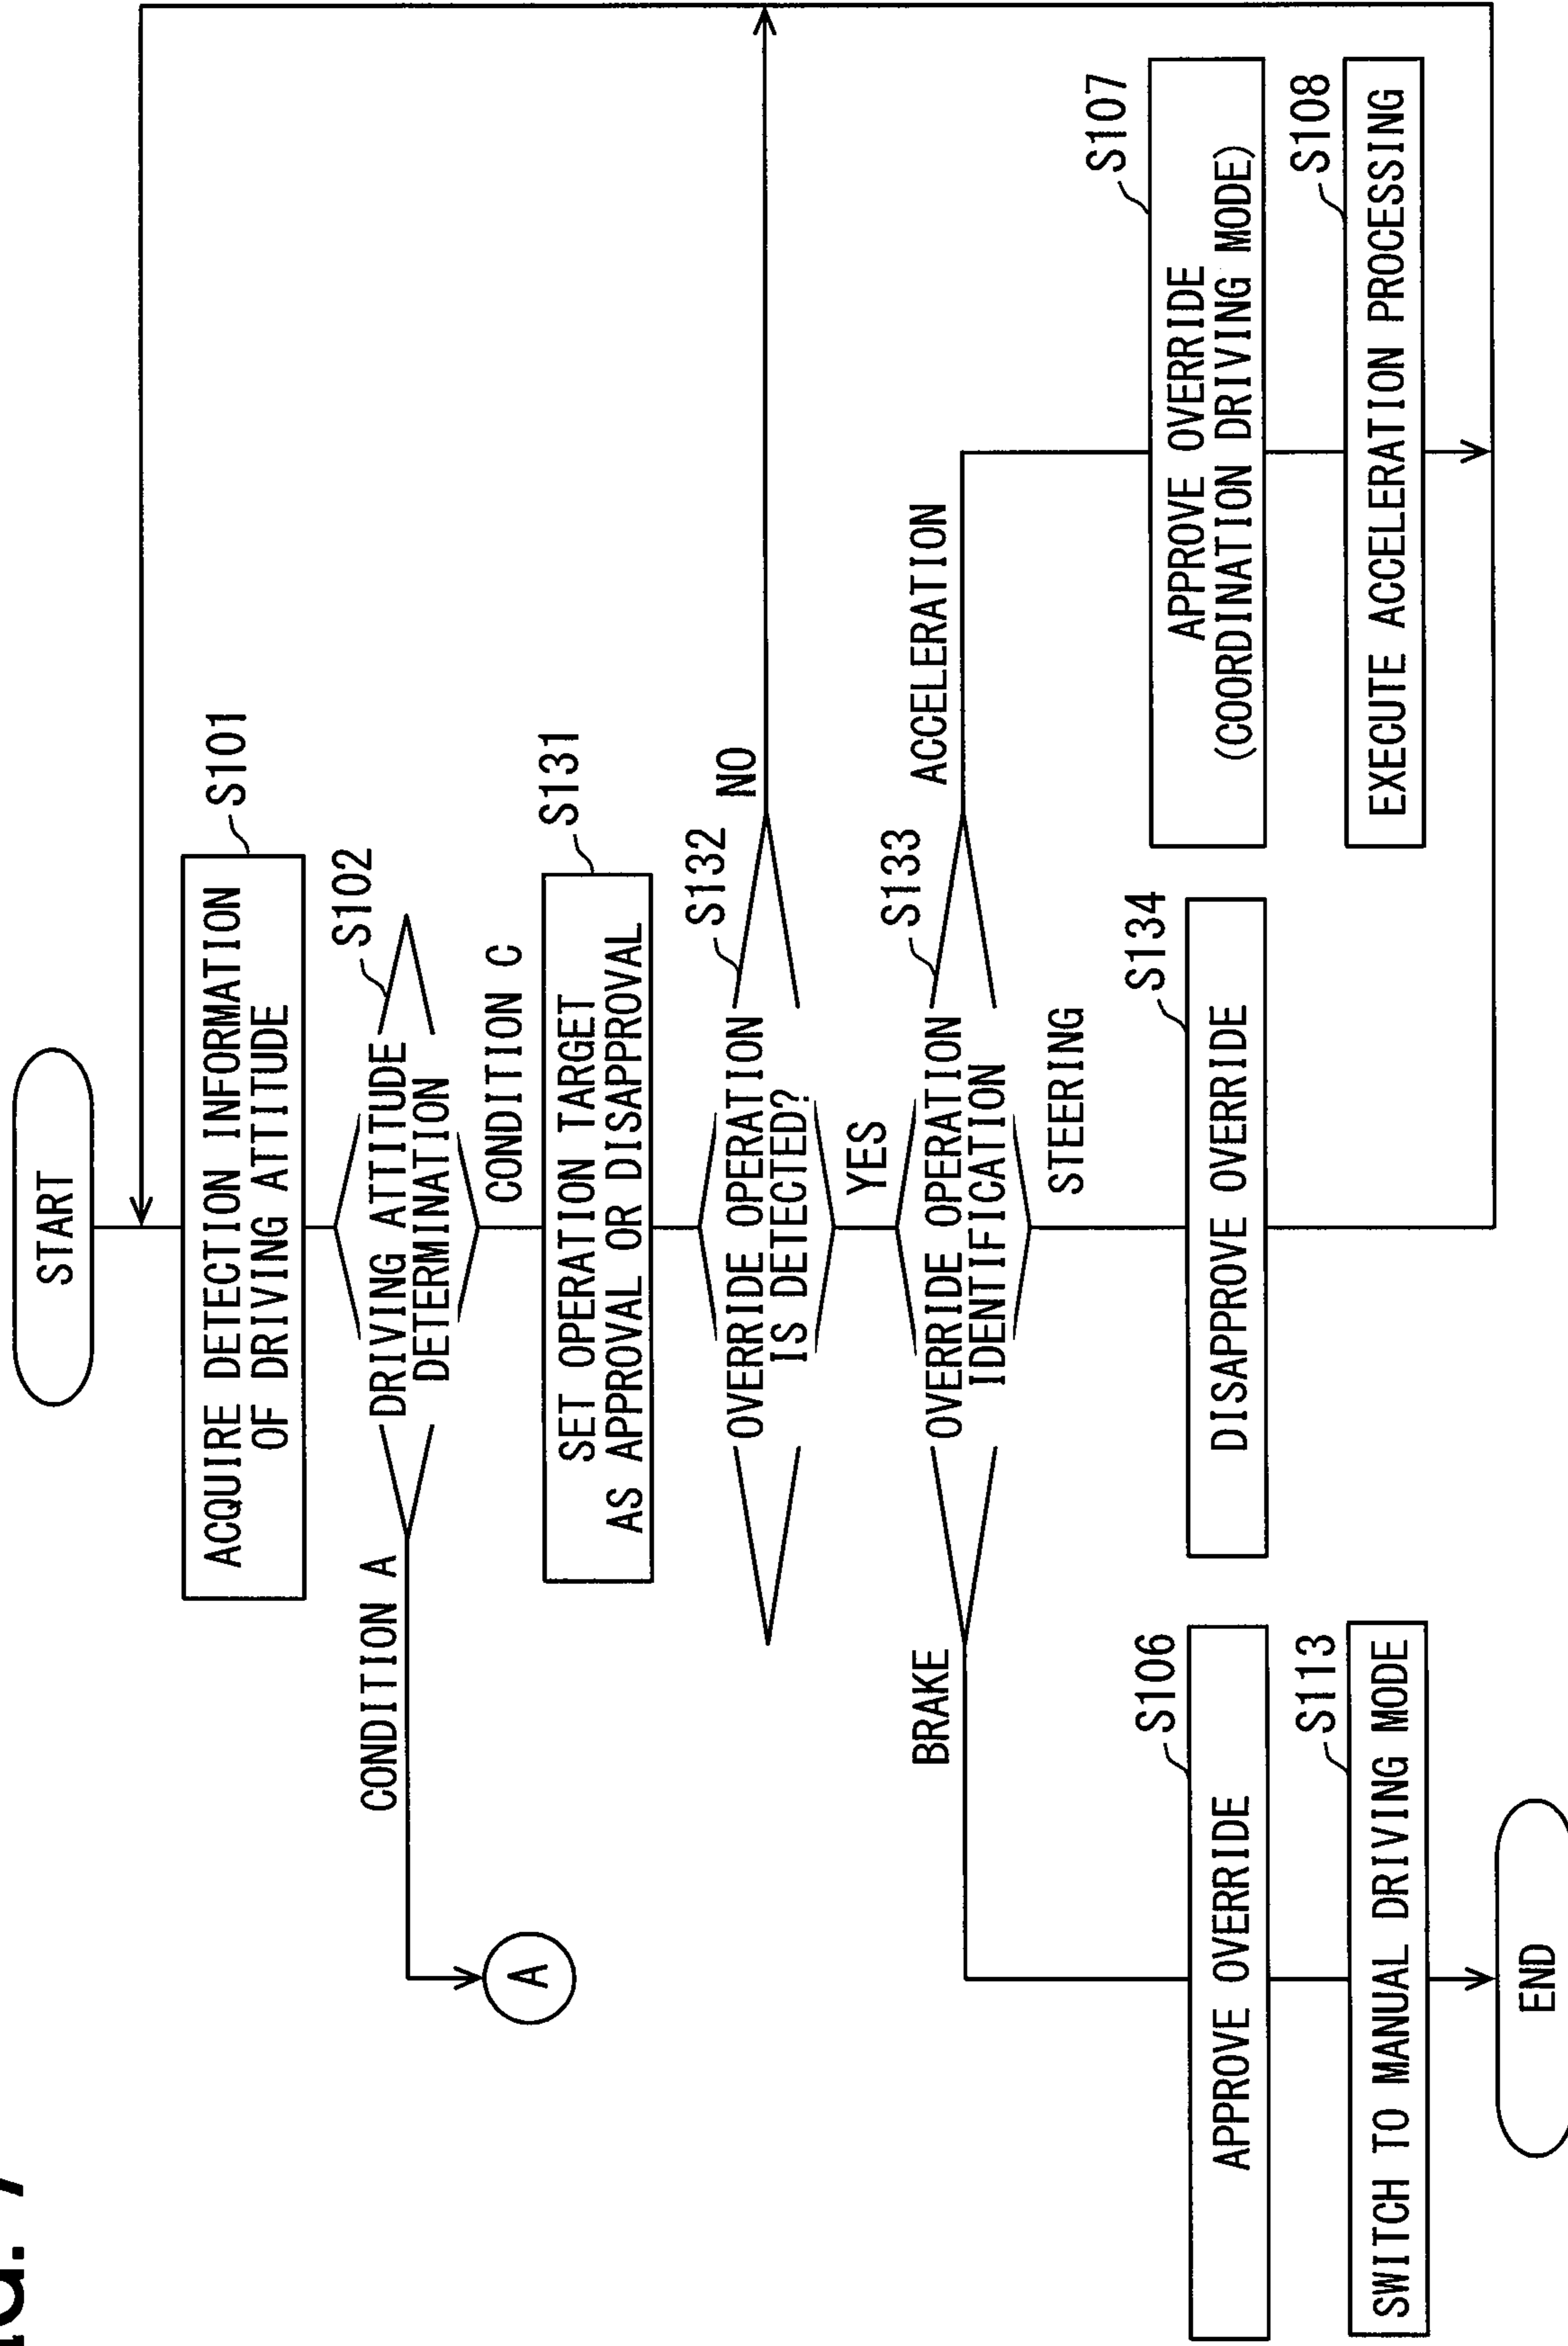 START
S101
ACQUIRE DETECTION INFORMATION
OF DRIVING ATTITUDE
S102
DRIVING ATTITUDE
DETERMINATION
CONDITION A
A
CONDITION C
S131
SET OPERATION TARGET
AS APPROVAL OR DISAPPROVAL
S132
OVERRIDE OPERATION
IS DETECTED?
NO
YES
S133
OVERRIDE OPERATION
IDENTIFICATION
BRAKE
STEERING
ACCELERATION
S106
APPROVE OVERRIDE
S134
DISAPPROVE OVERRIDE
S107
APPROVE OVERRIDE
(COORDINATION DRIVING MODE)
S113
SWITCH TO MANUAL DRIVING MODE
S108
EXECUTE ACCELERATION PROCESSING
END